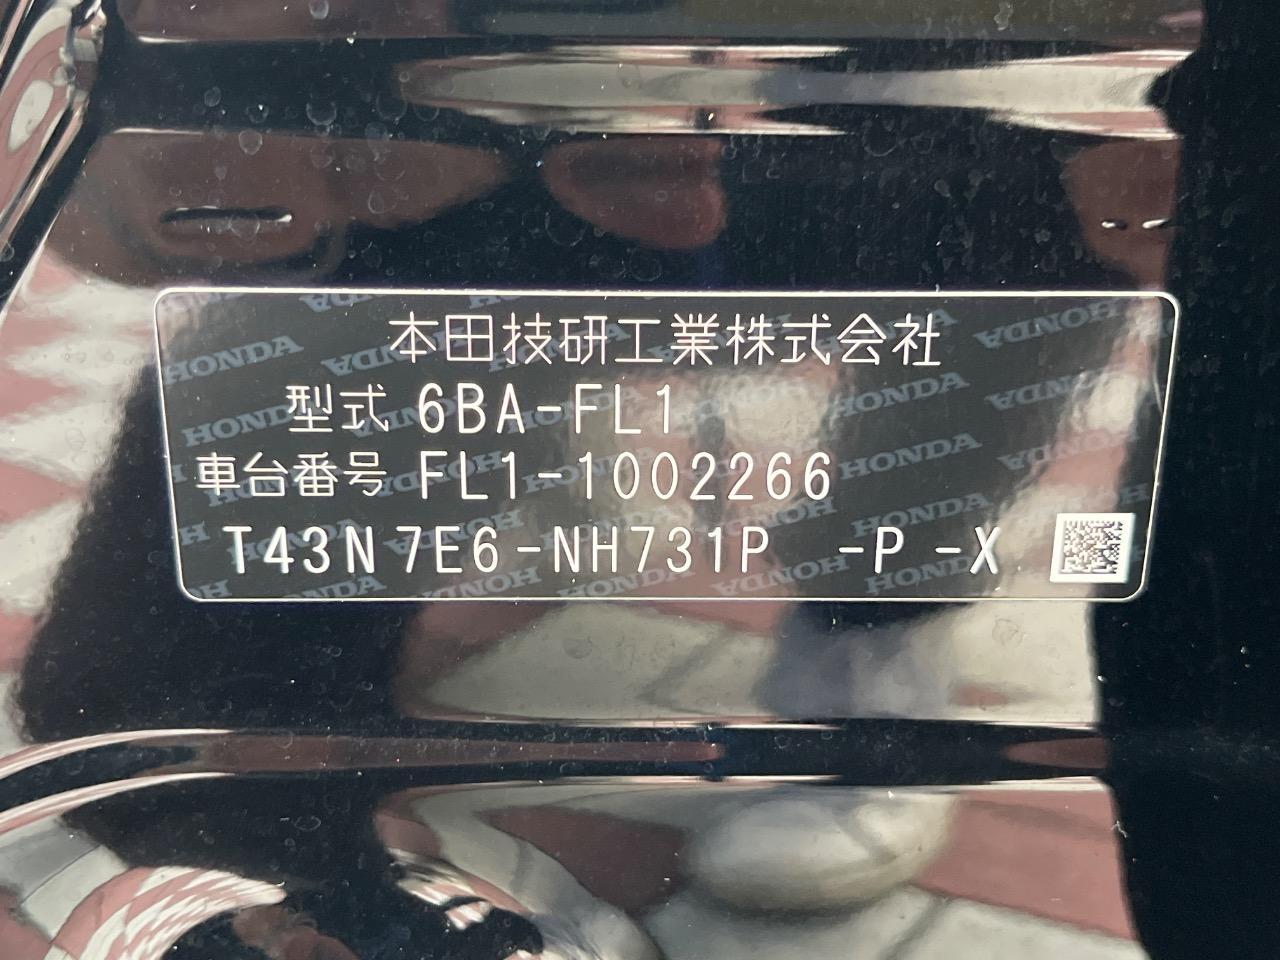 本田技研工業株式会社
型式 6BA-FL1
車台番号 FL1-1002266
T43N7E6-NH731P -P -X